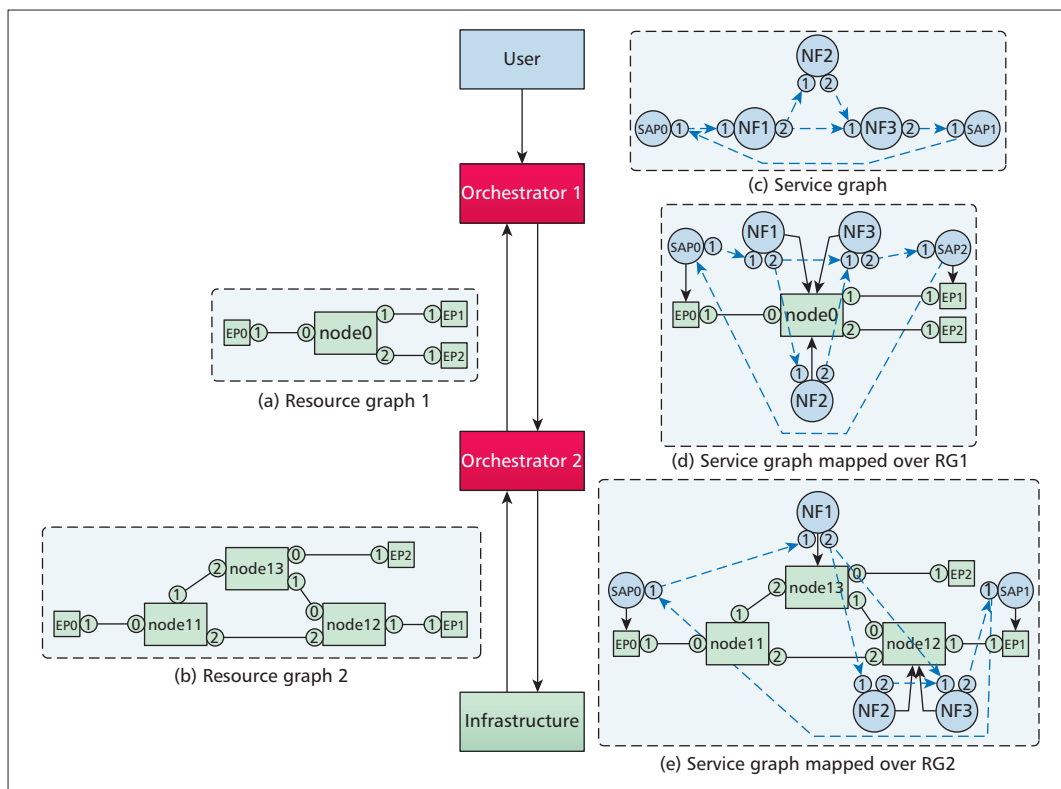 User
Orchestrator 1
Orchestrator 2
Infrastructure
EP0 1 0 node0 1 1 EP1
2 1 EP2
(a) Resource graph 1
node13 0 1 EP2
2 1
1 0
EP0 1 0 node11 2 2 node12 1 1 EP1
(b) Resource graph 2
NF2
1 2
SAP0 1 1 NF1 2 1 NF3 2 1 SAP1
(c) Service graph
NF1 NF3
SAP0 1 1 2 1 2 1 SAP2
EP0 1 0 node0 1 1 EP1
2 1 EP2
1 2
NF2
(d) Service graph mapped over RG1
NF1
1 2
SAP0 1 2 node13 0 1 EP2 1 SAP1
1 1
EP0 1 0 node11 2 2 0 node12 1 1 EP1
1 2 1 2
NF2 NF3
(e) Service graph mapped over RG2